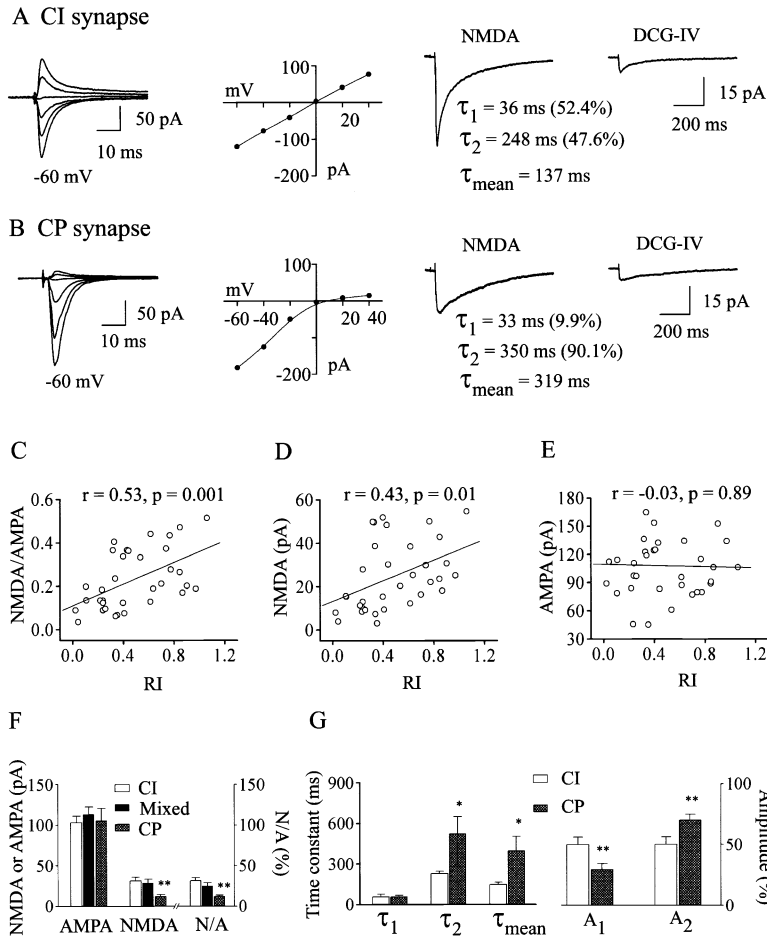 A CI synapse
50 pA
10 ms
-60 mV
mV
100
20
-100
-200
pA
NMDA
DCG-IV
τ1 = 36 ms (52.4%)
τ2 = 248 ms (47.6%)
τmean = 137 ms
15 pA
200 ms
B CP synapse
50 pA
10 ms
-60 mV
mV
100
-60 -40
20 40
-200
pA
NMDA
DCG-IV
τ1 = 33 ms (9.9%)
τ2 = 350 ms (90.1%)
τmean = 319 ms
15 pA
200 ms
C
r = 0.53, p = 0.001
NMDA/AMPA
0.6
0.4
0.2
0.0
0.0 0.4 0.8 1.2
RI
D
r = 0.43, p = 0.01
NMDA (pA)
60
40
20
0
0.0 0.4 0.8 1.2
RI
E
r = -0.03, p = 0.89
AMPA (pA)
180
150
120
90
60
30
0.0 0.4 0.8 1.2
RI
F
NMDA or AMPA (pA)
150
100
50
0
CI
Mixed
CP
** **
AMPA NMDA N/A
150
100
50
0
N/A (%)
G
Time constant (ms)
900
600
300
0
CI
CP
* *
τ1 τ2 τmean
** **
A1 A2
100
50
0
Amplitude (%)